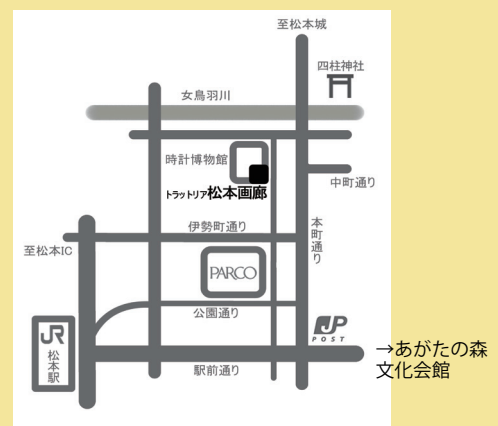 至松本城
四柱神社
女鳥羽川
時計博物館
中町通り
トラットリア松本画廊
伊勢町通り
本町通り
至松本IC
PARCO
公園通り
JR
松本駅
JP
POST
→あがたの森
文化会館
駅前通り